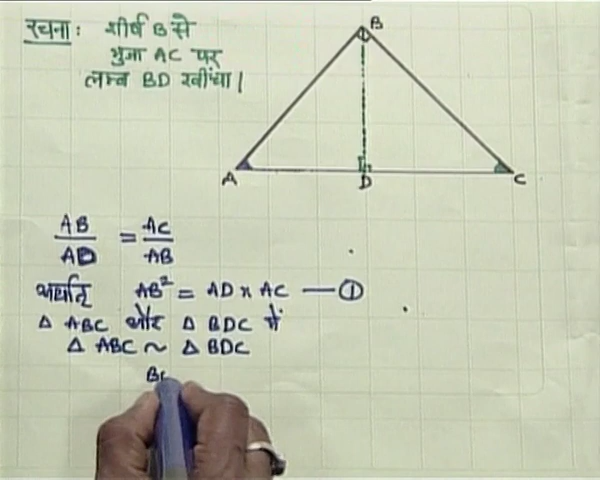 रचना: शीर्ष B से
भुजा AC पर
लम्ब BD खींचा।
B
A
D
C
AB/AD = AC/AB
अर्थात् AB² = AD x AC — ①
Δ ABC और Δ BDC में
Δ ABC ~ Δ BDC